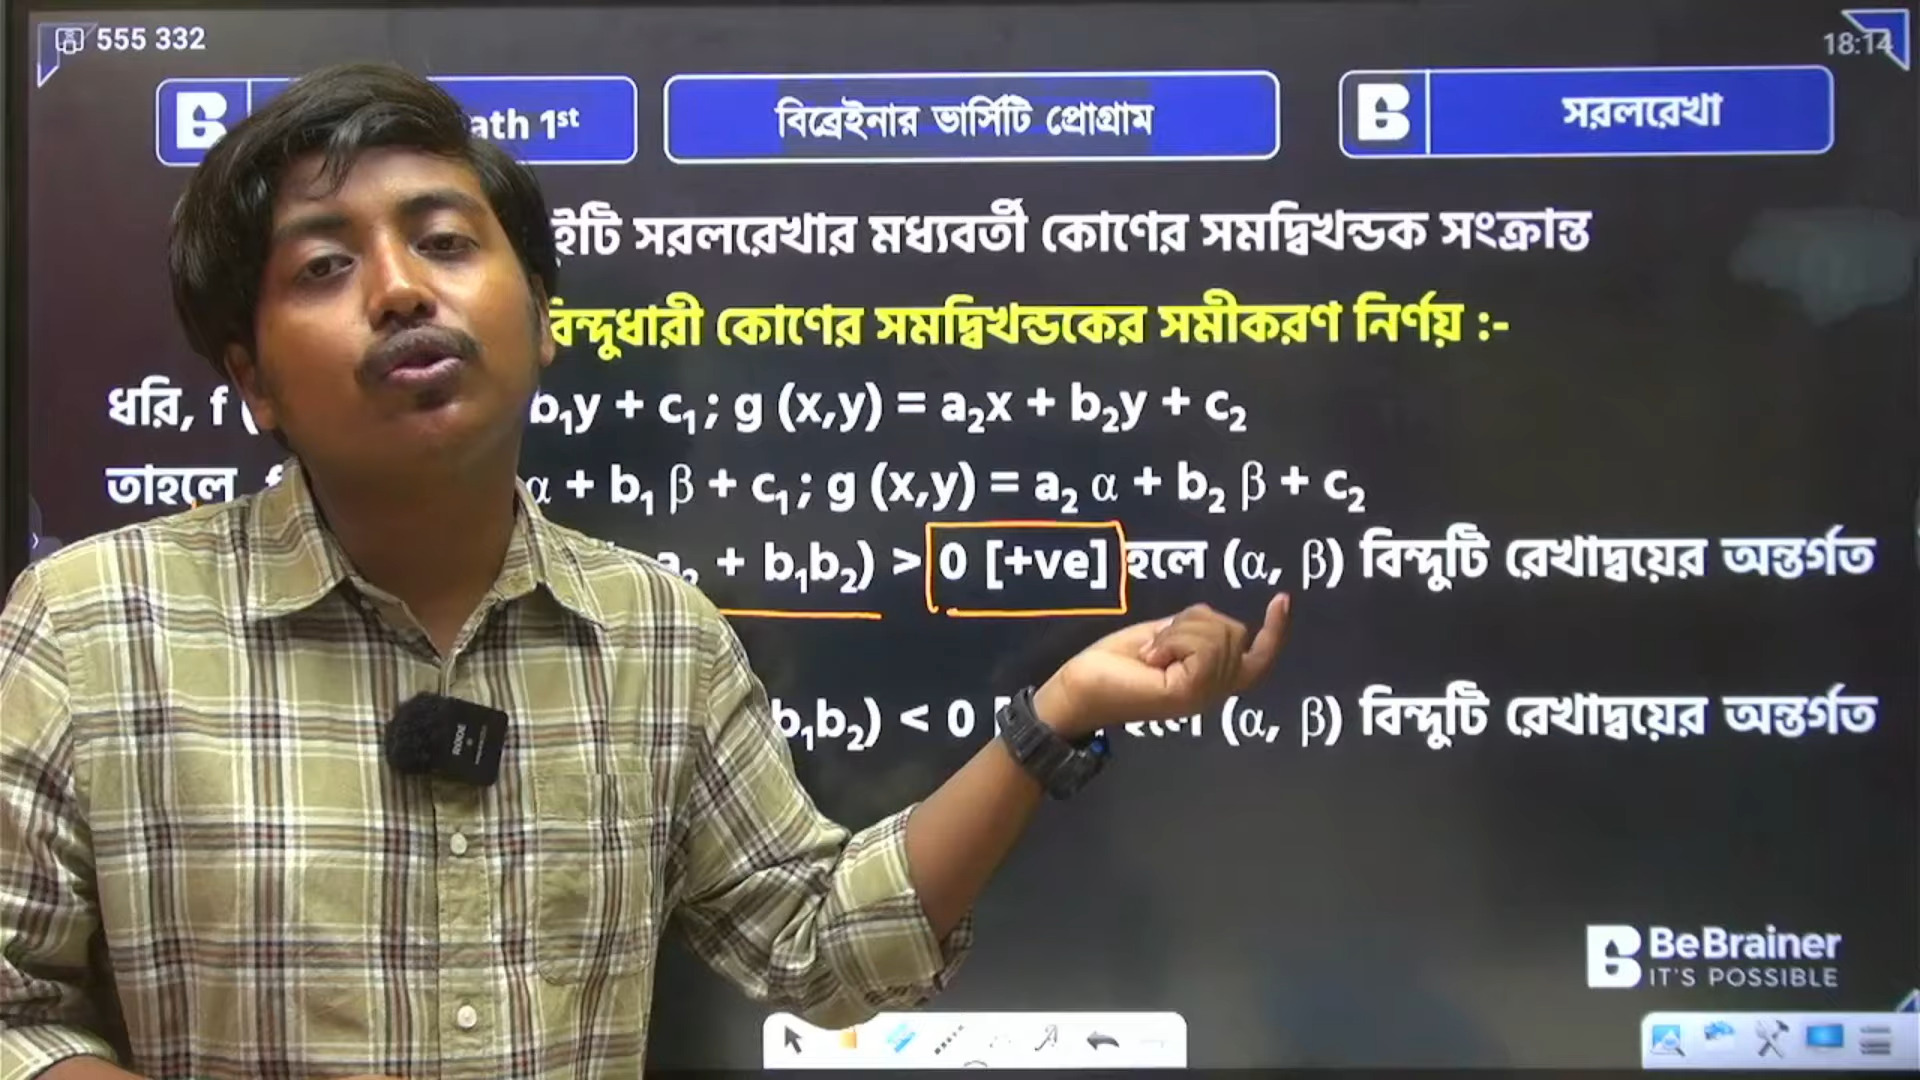 555 332
18:14
ath 1st
বিব্রেইনার ভার্সিটি প্রোগ্রাম
সরলরেখা
ইটি সরলরেখার মধ্যবর্তী কোণের সমদ্বিখন্ডক সংক্রান্ত
বিন্দুধারী কোণের সমদ্বিখন্ডকের সমীকরণ নির্ণয় :-
ধরি, f ( b₁y + c₁ ; g (x,y) = a₂x + b₂y + c₂
তাহলে α + b₁ β + c₁ ; g (x,y) = a₂ α + b₂ β + c₂
a₂ + b₁b₂) > 0 [+ve] হলে (α, β) বিন্দুটি রেখাদ্বয়ের অন্তর্গত
b₁b₂) < 0 [ হলে (α, β) বিন্দুটি রেখাদ্বয়ের অন্তর্গত
BeBrainer
IT'S POSSIBLE